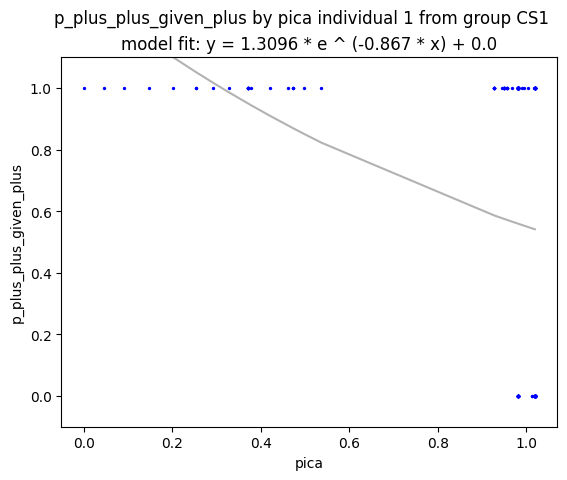 p_plus_plus_given_plus by pica individual 1 from group CS1
model fit: y = 1.3096 * e ^ (-0.867 * x) + 0.0
1.0
0.8
0.6
0.4
0.2
0.0
p_plus_plus_given_plus
0.0 0.2 0.4 0.6 0.8 1.0
pica